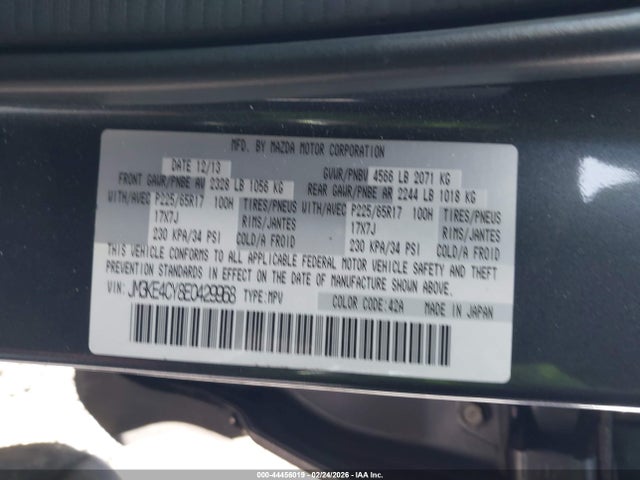 MFD. BY MAZDA MOTOR CORPORATION
DATE 12/13 GVWR/PNBV 4566 LB 2071 KG
FRONT GAWR/PNBE AV 2328 LB 1056 KG REAR GAWR/PNBE AR 2244 LB 1018 KG
WITH/AVEC P225/65R17 100H TIRES/PNEUS WITH/AVEC P225/65R17 100H TIRES/PNEUS
17X7J RIMS/JANTES 17X7J RIMS/JANTES
230 KPA/34 PSI COLD/A FROID 230 KPA/34 PSI COLD/A FROID
THIS VEHICLE CONFORMS TO ALL APPLICABLE FEDERAL MOTOR VEHICLE SAFETY AND THEFT
PREVENTION STANDARDS IN EFFECT ON THE DATE OF MANUFACTURE SHOWN ABOVE.
VIN: JM3KE4CY8E0429968 TYPE:MPV COLOR CODE:42A MADE IN JAPAN
000-44456019 - 02/24/2026 - IAA Inc.